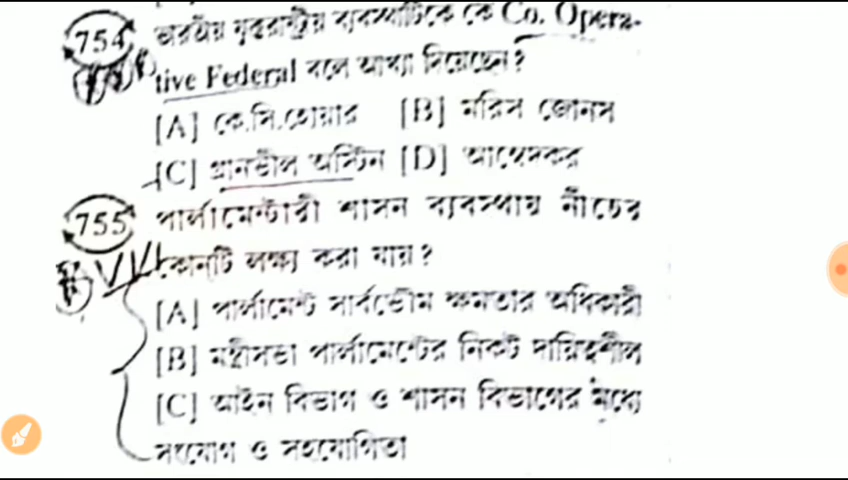 754 ভারতীয় যুক্তরাষ্ট্রীয় ব্যবস্থাটিকে কে Co. Opera-
tive Federal বলে আখ্যা দিয়েছেন?
[A] কে.সি.হোয়ার [B] মরিস জোনস
[C] গ্রানভীল অস্টিন [D] আম্বেদকর
755 পার্লামেন্টারী শাসন ব্যবস্থায় নীচের
কোনটি লক্ষ্য করা যায়?
[A] পার্লামেন্ট সার্বভৌম ক্ষমতার অধিকারী
[B] মন্ত্রীসভা পার্লামেন্টের নিকট দায়িত্বশীল
[C] আইন বিভাগ ও শাসন বিভাগের মধ্যে
সংযোগ ও সহযোগিতা